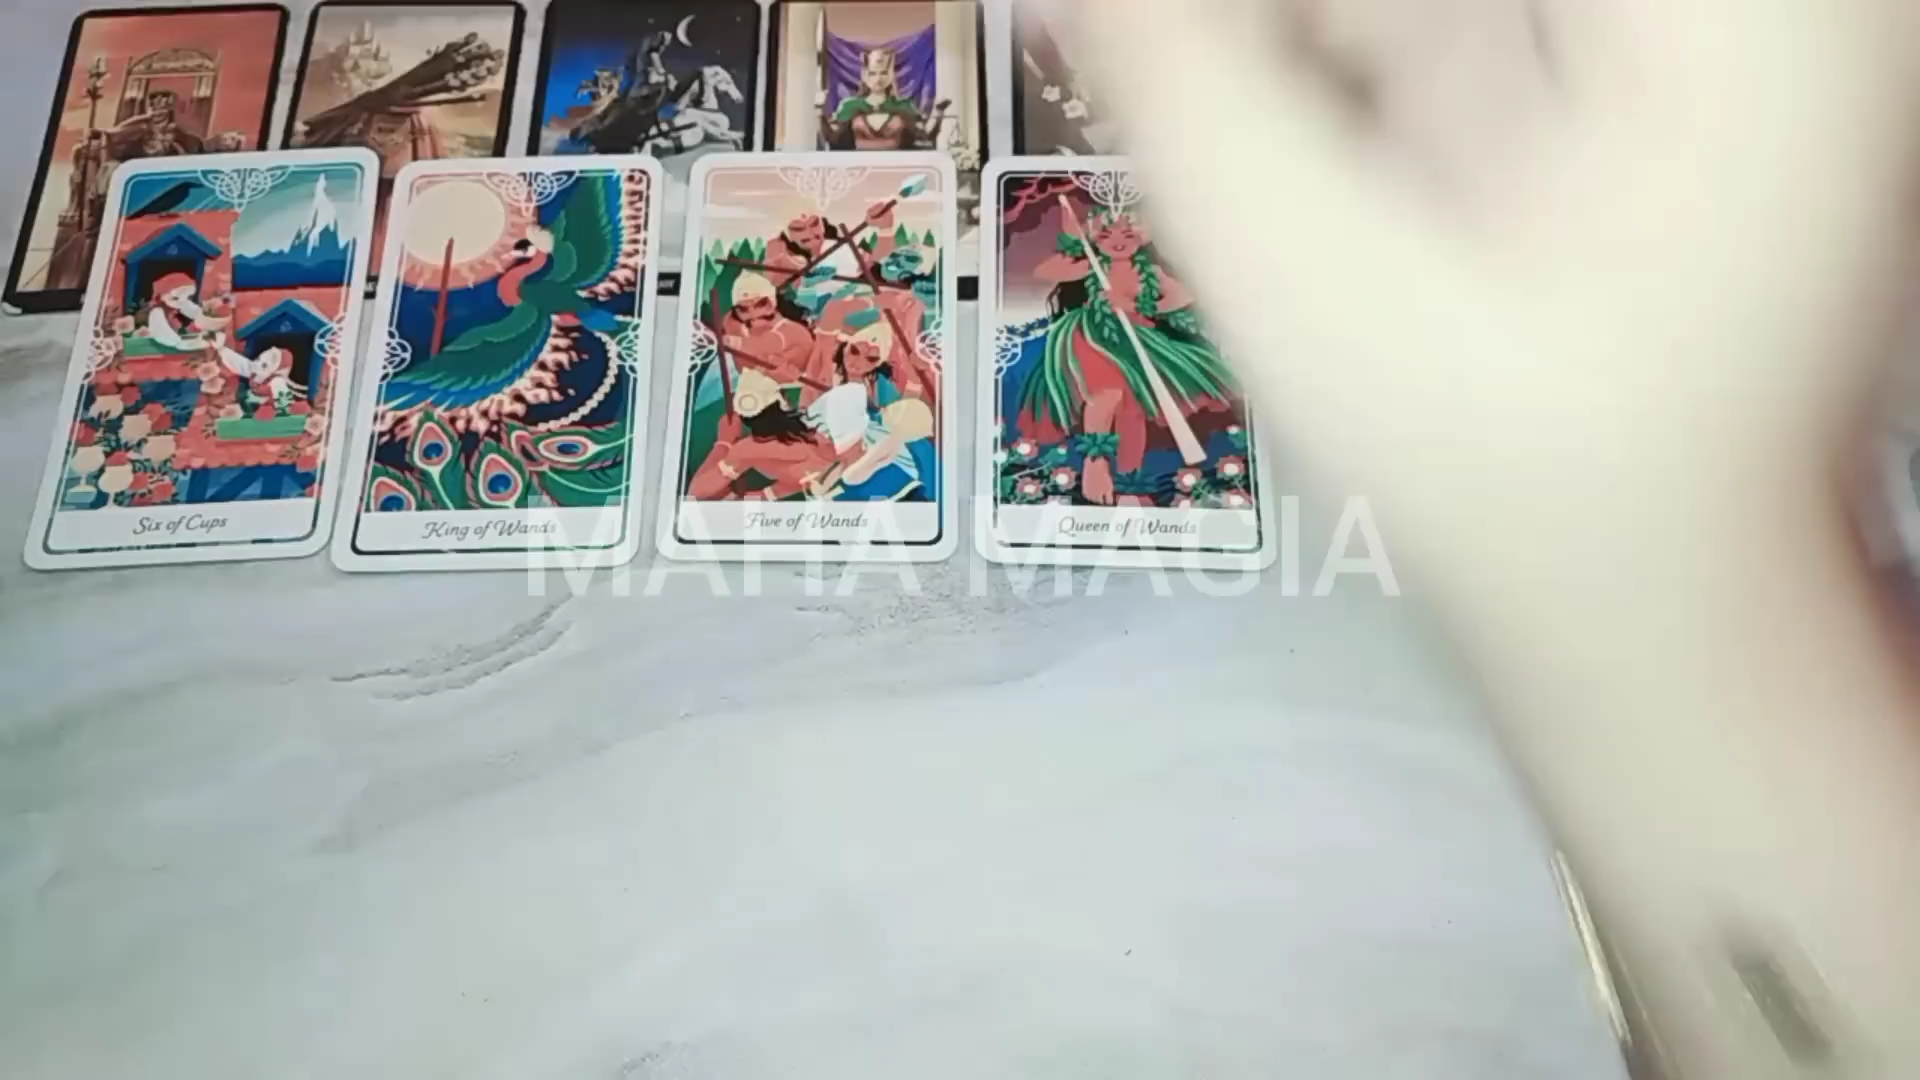 Six of Cups
King of Wands
Five of Wands
Queen of Wands
MAHA MAGIA